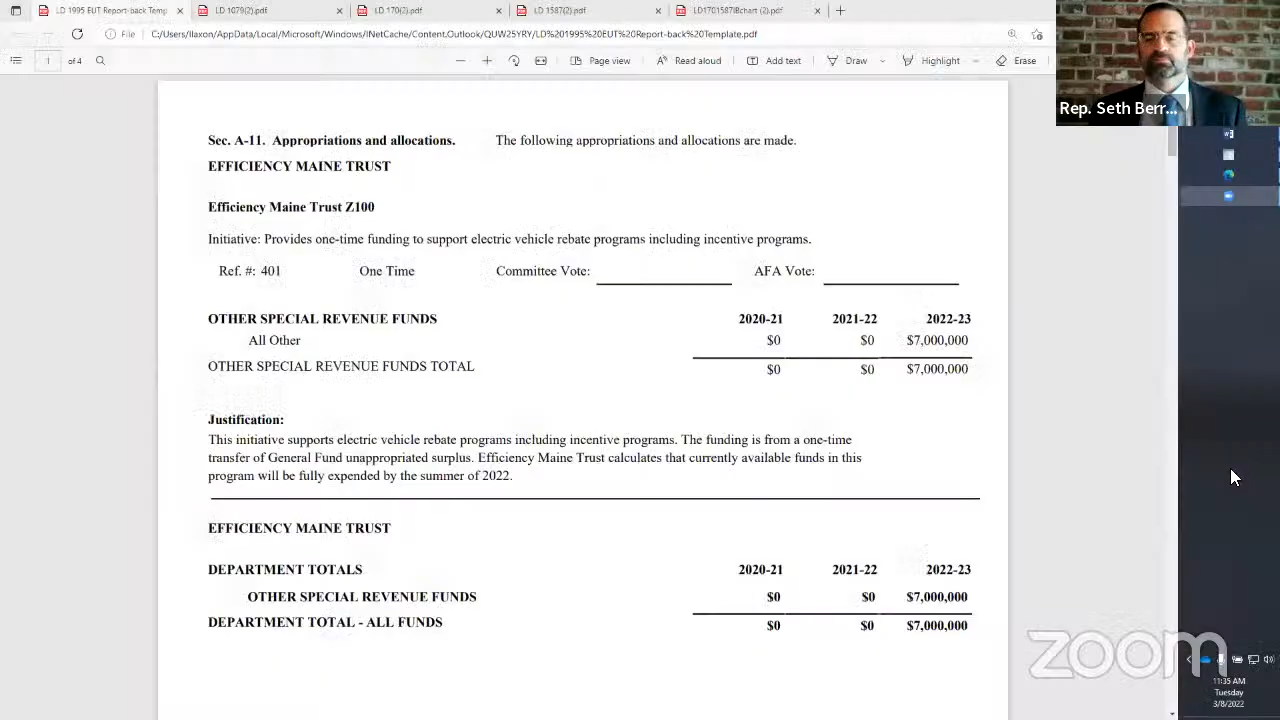 LD 1995 EUT Report-back Temp
LD 1079(2).pdf
LD.170(2).pdf
LD 1587(2).pdf
LD1701587IBchart (2).pdf
File
C:/Users/llaxon/AppData/Local/Microsoft/Windows/INetCache/Content.Outlook/QUW25YRY/LD%201995%20EUT%20Report-back%20Template.pdf
1 of 4
Page view
Read aloud
Add text
Draw
Highlight
Erase
Rep. Seth Berr...
Sec. A-11. Appropriations and allocations. The following appropriations and allocations are made.
EFFICIENCY MAINE TRUST
Efficiency Maine Trust Z100
Initiative: Provides one-time funding to support electric vehicle rebate programs including incentive programs.
Ref. #: 401 One Time Committee Vote: AFA Vote:
OTHER SPECIAL REVENUE FUNDS 2020-21 2021-22 2022-23
All Other $0 $0 $7,000,000
OTHER SPECIAL REVENUE FUNDS TOTAL $0 $0 $7,000,000
Justification:
This initiative supports electric vehicle rebate programs including incentive programs. The funding is from a one-time
transfer of General Fund unappropriated surplus. Efficiency Maine Trust calculates that currently available funds in this
program will be fully expended by the summer of 2022.
EFFICIENCY MAINE TRUST
DEPARTMENT TOTALS 2020-21 2021-22 2022-23
OTHER SPECIAL REVENUE FUNDS $0 $0 $7,000,000
DEPARTMENT TOTAL - ALL FUNDS $0 $0 $7,000,000
zoom
11:35 AM
Tuesday
3/8/2022